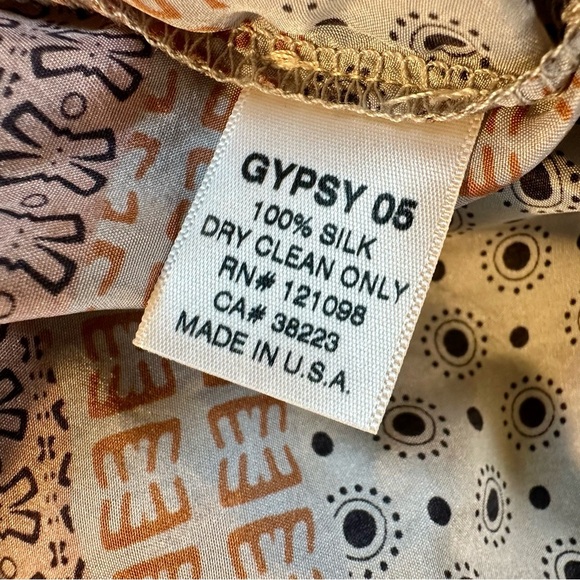 GYPSY 05
100% SILK
DRY CLEAN ONLY
RN# 121098
CA# 38223
MADE IN U.S.A.